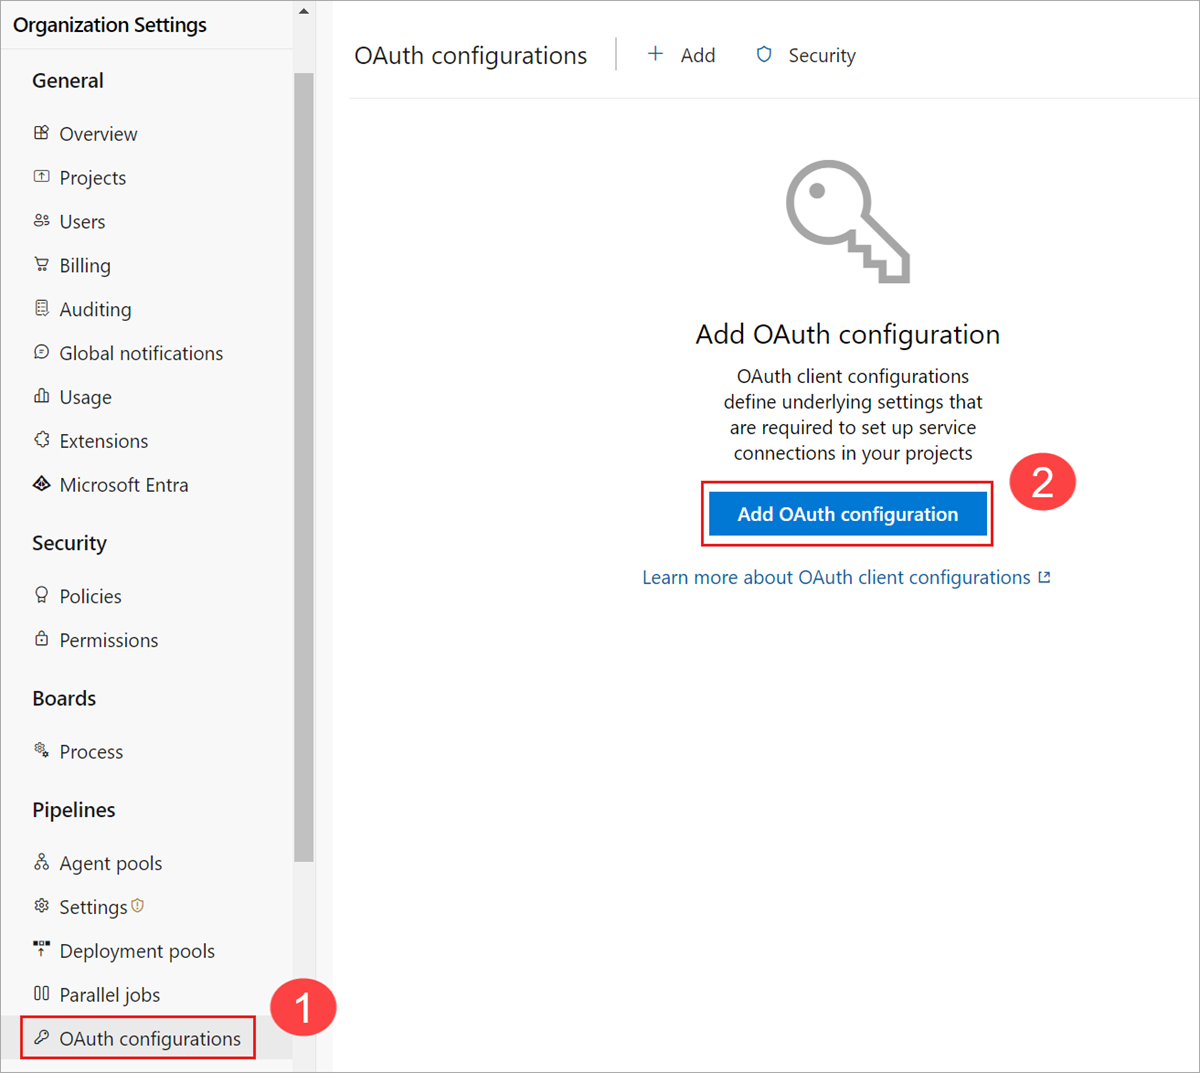 Organization Settings
General
Overview
Projects
Users
Billing
Auditing
Global notifications
Usage
Extensions
Microsoft Entra
Security
Policies
Permissions
Boards
Process
Pipelines
Agent pools
Settings
Deployment pools
Parallel jobs
OAuth configurations
1
OAuth configurations
+ Add
Security
Add OAuth configuration
OAuth client configurations
define underlying settings that
are required to set up service
connections in your projects
Add OAuth configuration
2
Learn more about OAuth client configurations